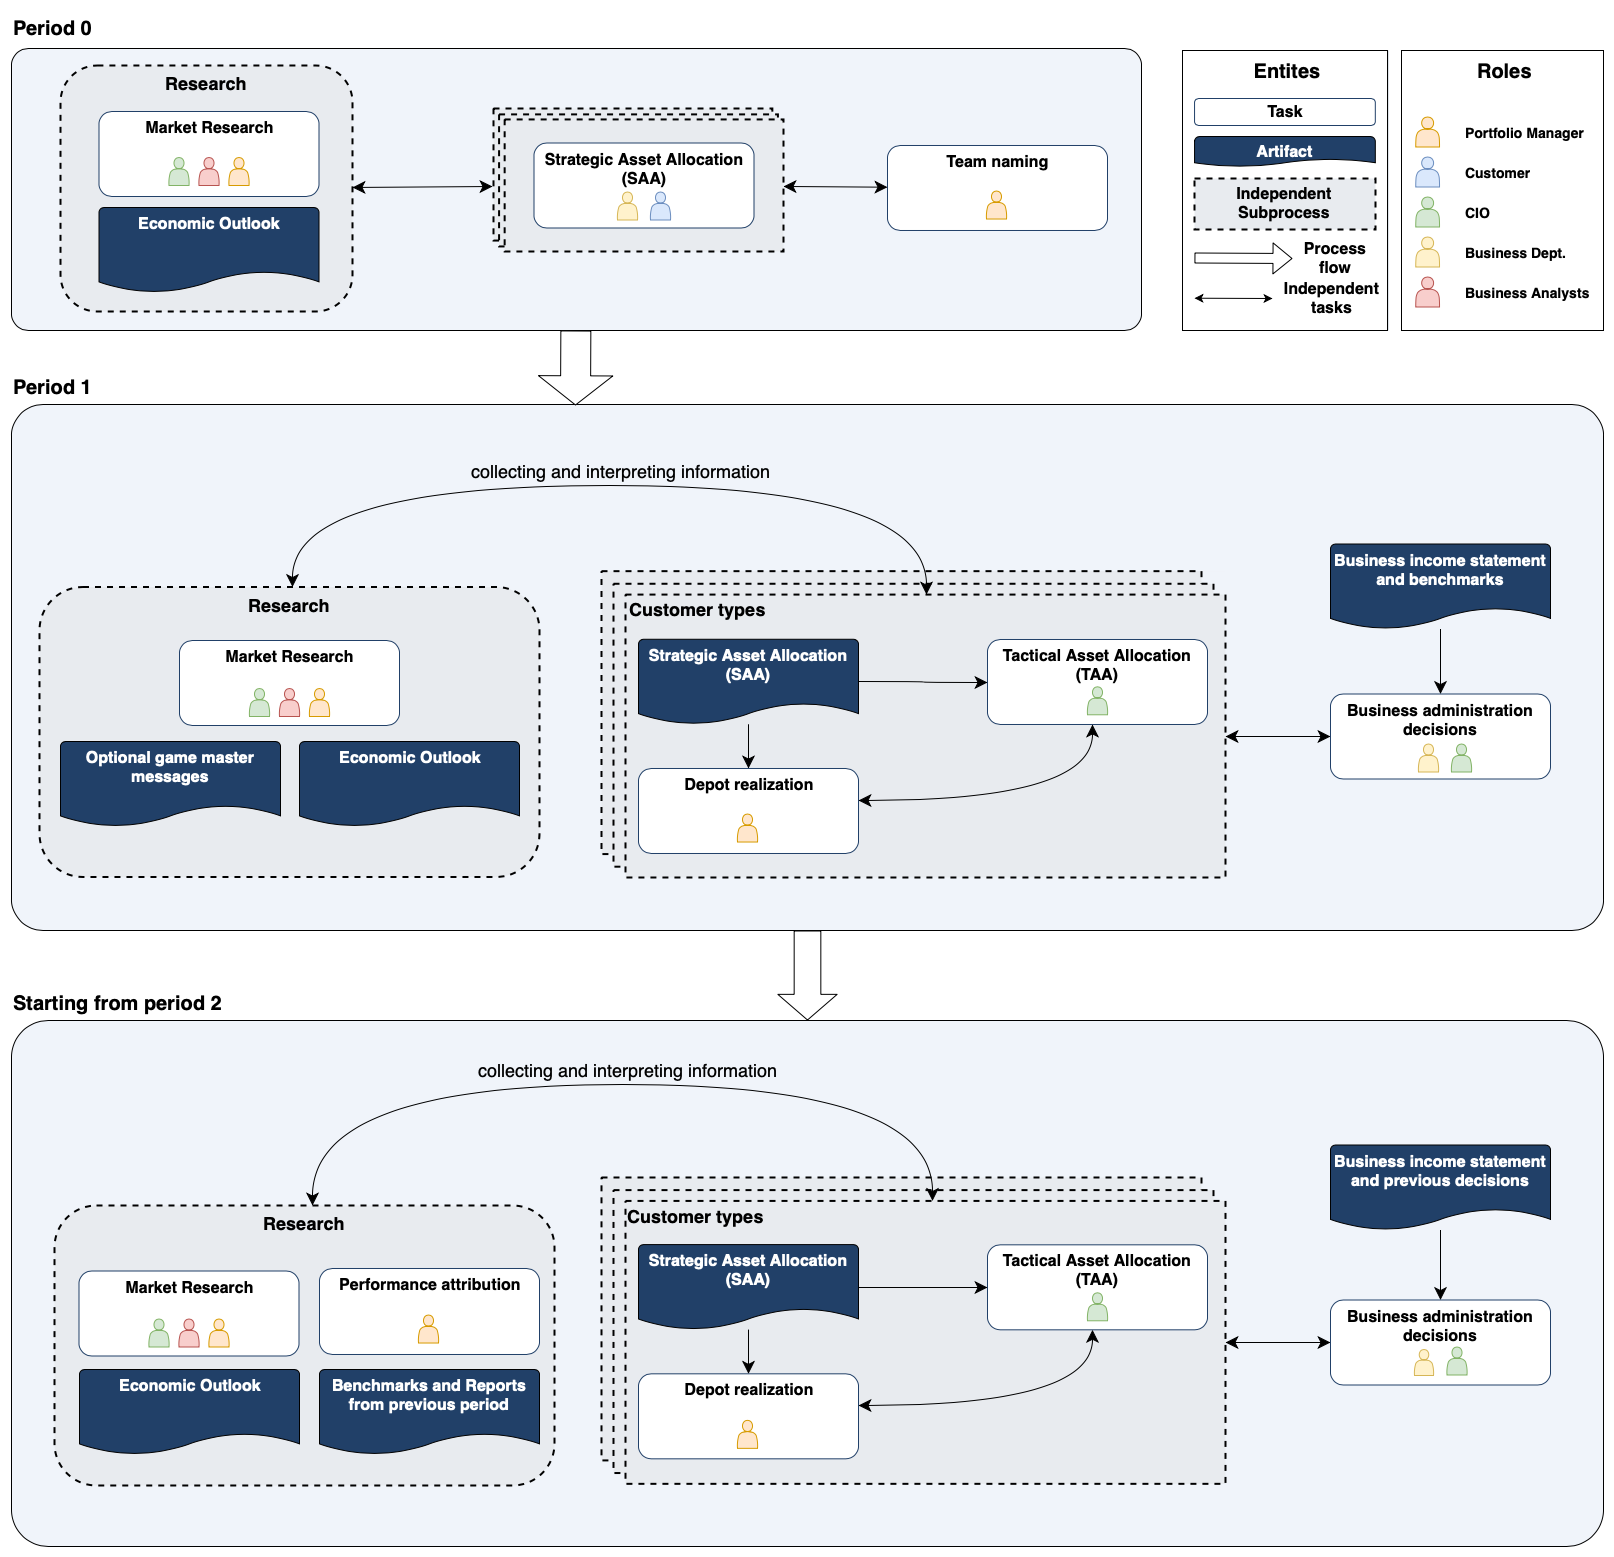 Period 0
Research
Market Research
Economic Outlook
Strategic Asset Allocation
(SAA)
Team naming
Entites
Task
Artifact
Independent
Subprocess
Process
flow
Independent
tasks
Roles
Portfolio Manager
Customer
CIO
Business Dept.
Business Analysts
Period 1
collecting and interpreting information
Research
Market Research
Optional game master
messages
Economic Outlook
Customer types
Strategic Asset Allocation
(SAA)
Tactical Asset Allocation
(TAA)
Depot realization
Business income statement
and benchmarks
Business administration
decisions
Starting from period 2
collecting and interpreting information
Research
Market Research
Performance attribution
Economic Outlook
Benchmarks and Reports
from previous period
Customer types
Strategic Asset Allocation
(SAA)
Tactical Asset Allocation
(TAA)
Depot realization
Business income statement
and previous decisions
Business administration
decisions